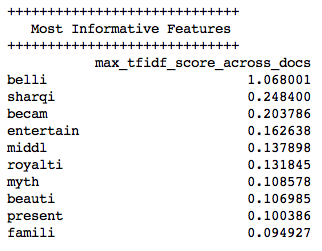 +++++++++++++++++++++++++++++
Most Informative Features
+++++++++++++++++++++++++++++
max_tfidf_score_across_docs
belli 1.068001
sharqi 0.248400
becam 0.203786
entertain 0.162638
middl 0.137898
royalti 0.131845
myth 0.108578
beauti 0.106985
present 0.100386
famili 0.094927